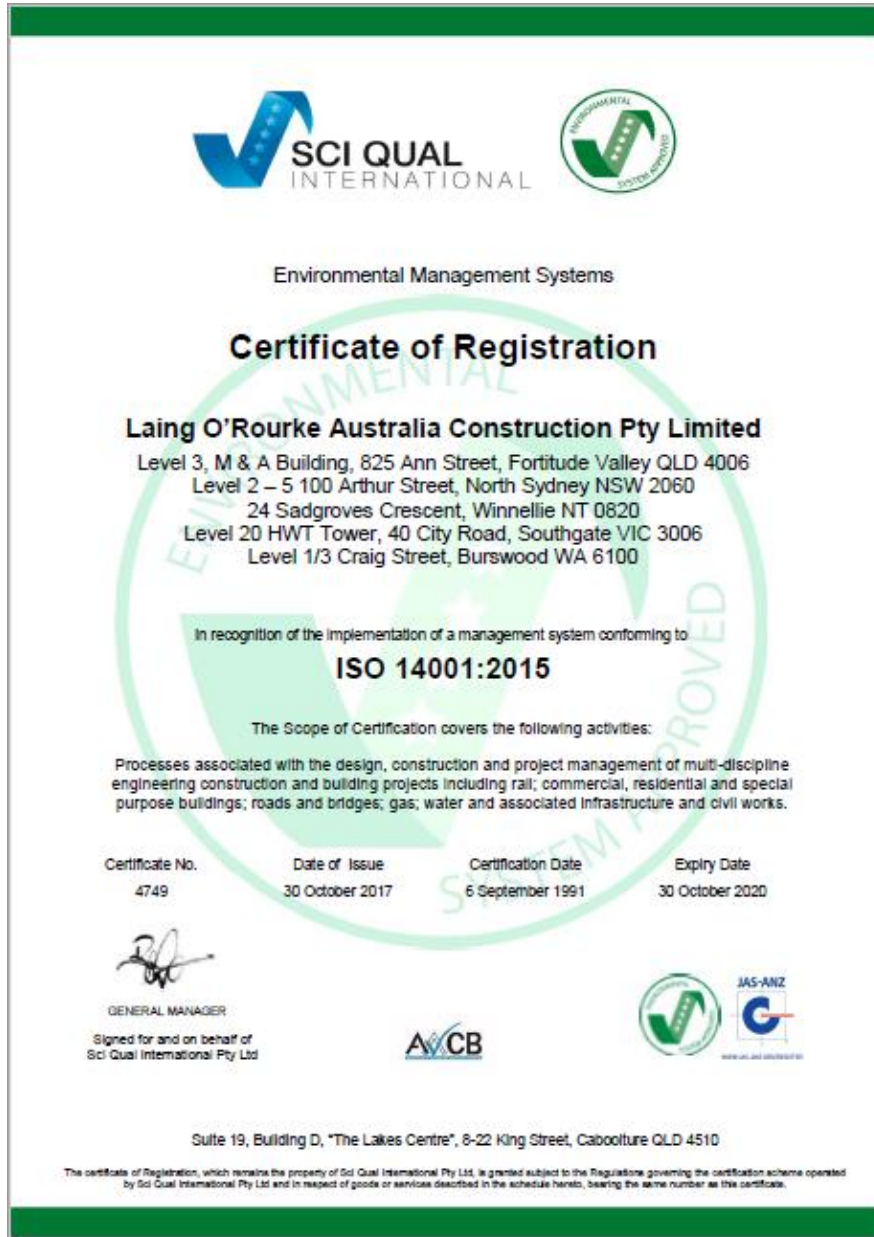 SCI QUAL
INTERNATIONAL
ENVIRONMENTAL
SYSTEM APPROVED
Environmental Management Systems
Certificate of Registration
Laing O'Rourke Australia Construction Pty Limited
Level 3, M & A Building, 825 Ann Street, Fortitude Valley QLD 4006
Level 2 – 5 100 Arthur Street, North Sydney NSW 2060
24 Sadgroves Crescent, Winnellie NT 0820
Level 20 HWT Tower, 40 City Road, Southgate VIC 3006
Level 1/3 Craig Street, Burswood WA 6100
In recognition of the implementation of a management system conforming to
ISO 14001:2015
The Scope of Certification covers the following activities:
Processes associated with the design, construction and project management of multi-discipline
engineering construction and building projects including rail; commercial, residential and special
purpose buildings; roads and bridges; gas; water and associated infrastructure and civil works.
Certificate No. Date of Issue Certification Date Expiry Date
4749 30 October 2017 6 September 1991 30 October 2020
ENVIRONMENTAL
SYSTEM APPROVED
GENERAL MANAGER
Signed for and on behalf of
Sci Qual International Pty Ltd
CB
ENVIRONMENTAL
SYSTEM APPROVED
JAS-ANZ
Suite 19, Building D, "The Lakes Centre", 8-22 King Street, Caboolture QLD 4510
The certificate of Registration, which remains the property of Sci Qual International Pty Ltd, is granted subject to the Regulations governing the certification scheme operated
by Sci Qual International Pty Ltd and in respect of goods or services described in the schedule hereto, bearing the same number as this certificate.